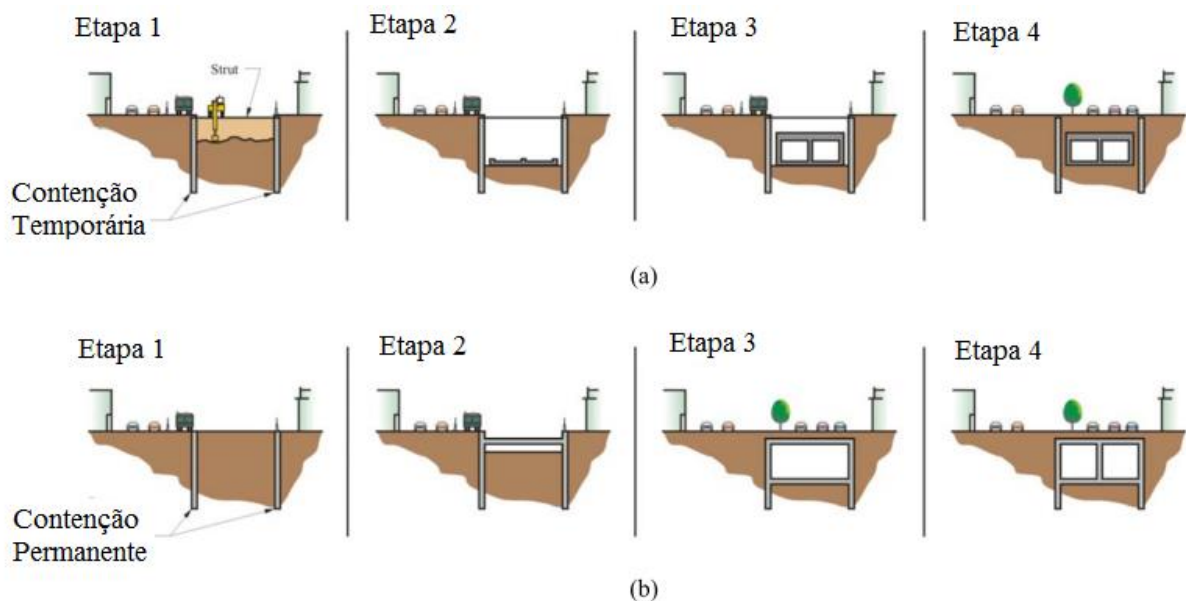 Etapa 1
Etapa 2
Etapa 3
Etapa 4
Strut
Contenção
Temporária
(a)
Etapa 1
Etapa 2
Etapa 3
Etapa 4
Contenção
Permanente
(b)